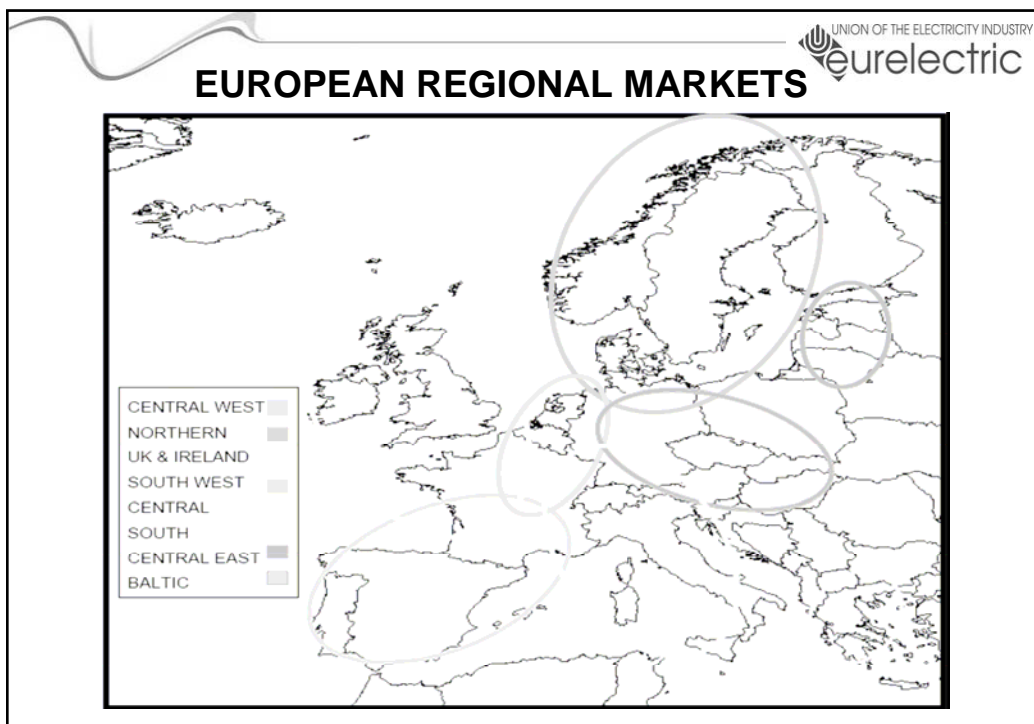 UNION OF THE ELECTRICITY INDUSTRY
eurelectric
EUROPEAN REGIONAL MARKETS
CENTRAL WEST
NORTHERN
UK & IRELAND
SOUTH WEST
CENTRAL
SOUTH
CENTRAL EAST
BALTIC